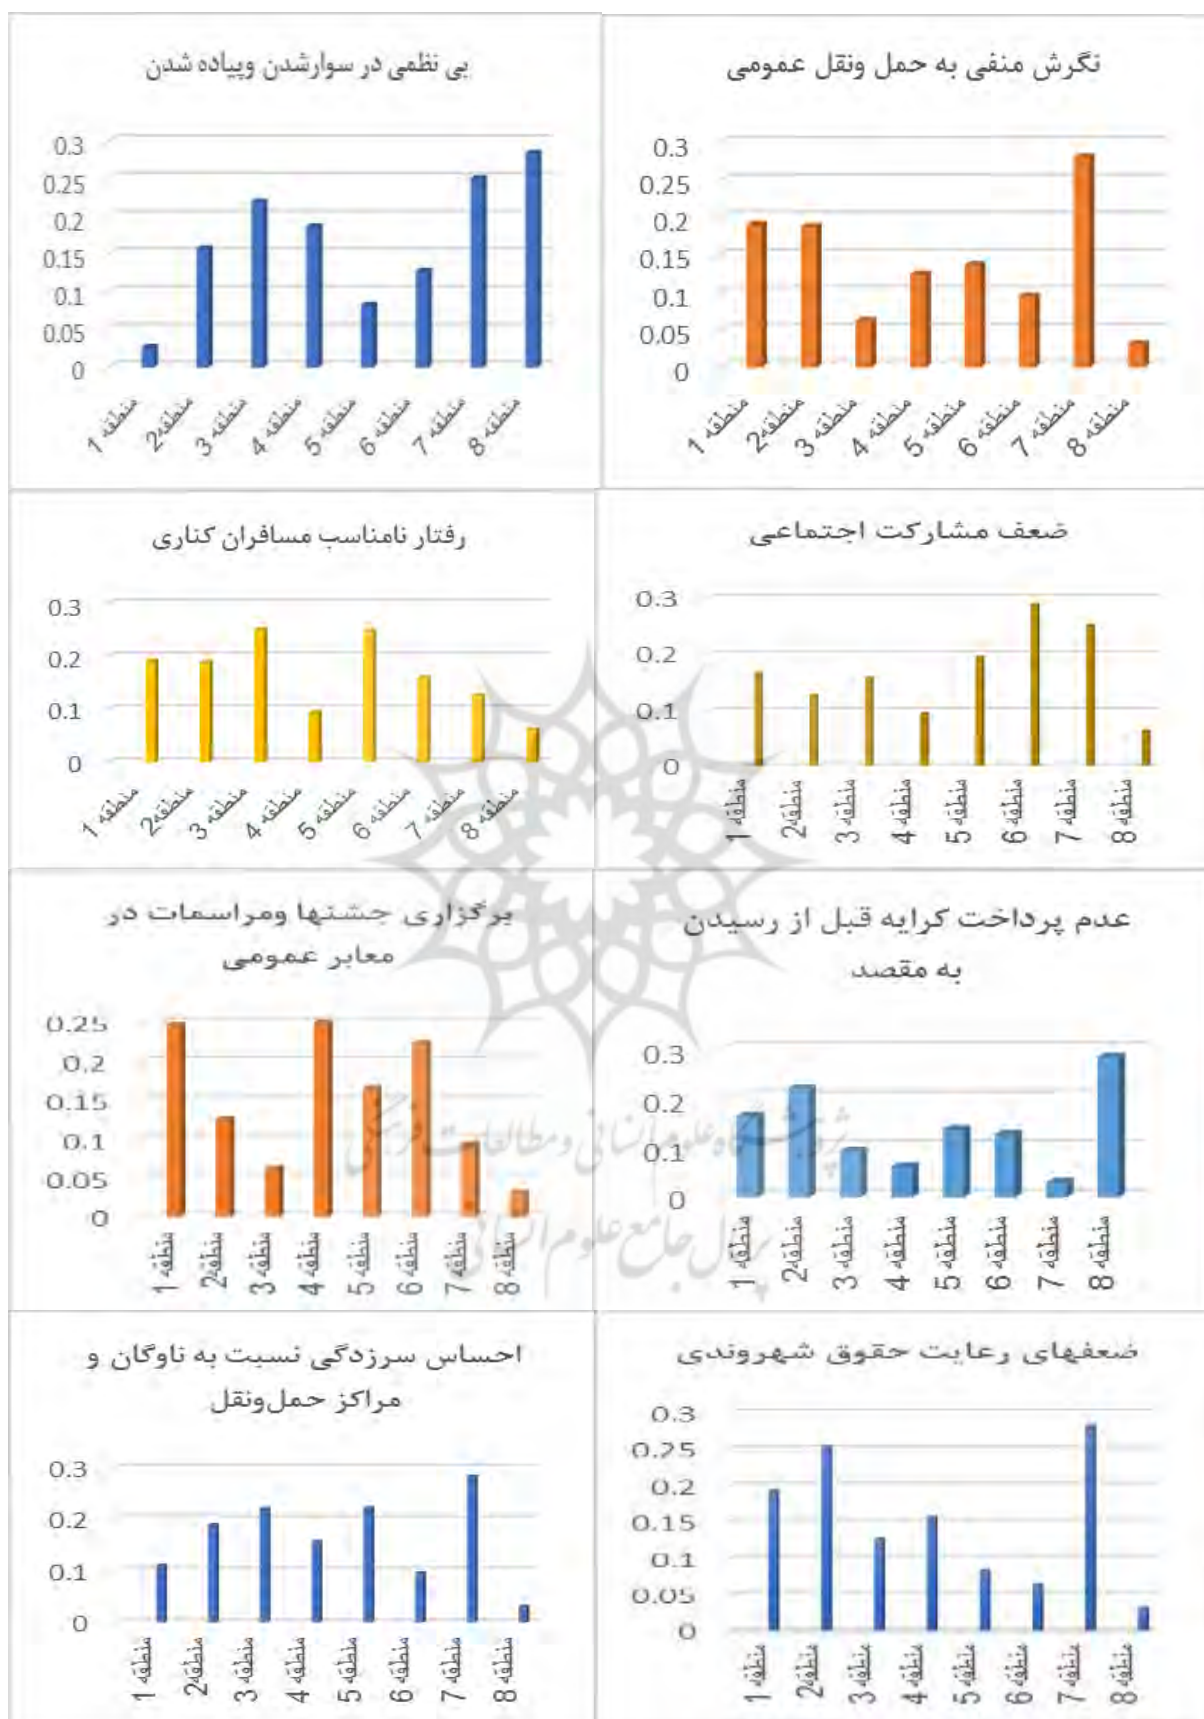 نگرش منفی به حمل ونقل عمومی
0.3
0.25
0.2
0.15
0.1
0.05
0
منطقه 1
منطقه2
منطقه 3
منطقه 4
منطقه 5
منطقه 6
منطقه 7
منطقه 8
بی نظمی در سوارشدن وپیاده شدن
0.3
0.25
0.2
0.15
0.1
0.05
0
منطقه 1
منطقه2
منطقه 3
منطقه 4
منطقه 5
منطقه 6
منطقه 7
منطقه 8
ضعف مشارکت اجتماعی
0.3
0.2
0.1
0
منطقه 1
منطقه2
منطقه 3
منطقه 4
منطقه 5
منطقه 6
منطقه 7
منطقه 8
رفتار نامناسب مسافران کناری
0.3
0.2
0.1
0
منطقه 1
منطقه2
منطقه 3
منطقه 4
منطقه 5
منطقه 6
منطقه 7
منطقه 8
عدم پرداخت کرایه قبل از رسیدن
به مقصد
0.3
0.2
0.1
0
منطقه 1
منطقه2
منطقه 3
منطقه 4
منطقه 5
منطقه 6
منطقه 7
منطقه 8
برگزاری جشنها ومراسمات در
معابر عمومی
0.25
0.2
0.15
0.1
0.05
0
منطقه 1
منطقه2
منطقه 3
منطقه 4
منطقه 5
منطقه 6
منطقه 7
منطقه 8
پژوهشگاه علوم انسانی و مطالعات فرهنگی
پرتال جامع علوم انسانی
ضعفهای رعایت حقوق شهروندی
0.3
0.25
0.2
0.15
0.1
0.05
0
منطقه 1
منطقه2
منطقه 3
منطقه 4
منطقه 5
منطقه 6
منطقه 7
منطقه 8
احساس سرزدگی نسبت به ناوگان و
مراکز حمل‌ونقل
0.3
0.2
0.1
0
منطقه 1
منطقه2
منطقه 3
منطقه 4
منطقه 5
منطقه 6
منطقه 7
منطقه 8